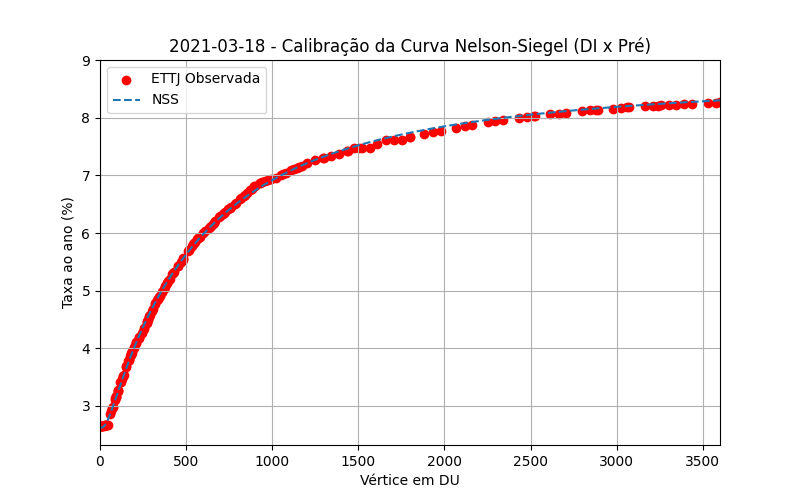 2021-03-18 - Calibração da Curva Nelson-Siegel (DI x Pré)
ETTJ Observada
NSS
9
8
7
6
5
4
3
Taxa ao ano (%)
0 500 1000 1500 2000 2500 3000 3500
Vértice em DU